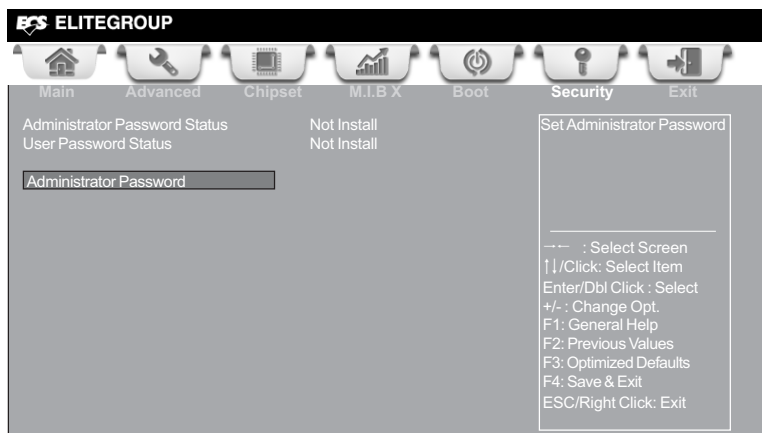 ECS ELITEGROUP
Main Advanced Chipset M.I.B X Boot Security Exit
Administrator Password Status Not Install
User Password Status Not Install
Administrator Password
Set Administrator Password
→← : Select Screen
↑↓/Click: Select Item
Enter/Dbl Click : Select
+/- : Change Opt.
F1: General Help
F2: Previous Values
F3: Optimized Defaults
F4: Save & Exit
ESC/Right Click: Exit